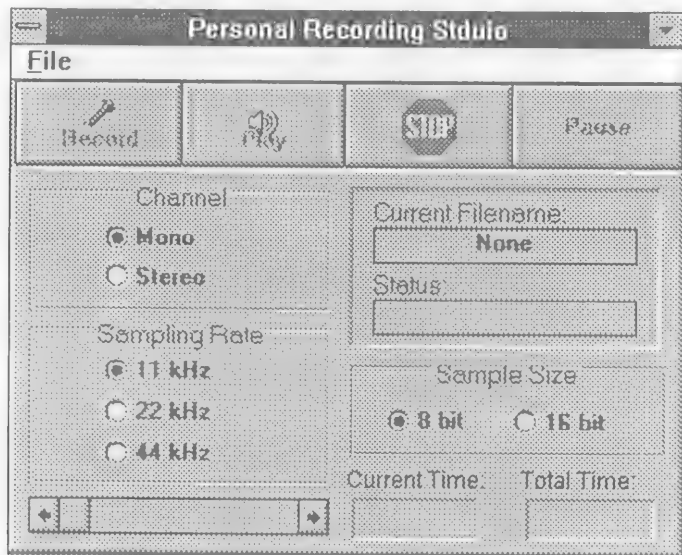 Personal Recording Stduio
File
Record Play STOP Pause
Channel
Mono
Stereo
Current Filename:
None
Status:
Sampling Rate
11 kHz
22 kHz
44 kHz
Sample Size
8 bit 16 bit
Current Time: Total Time: